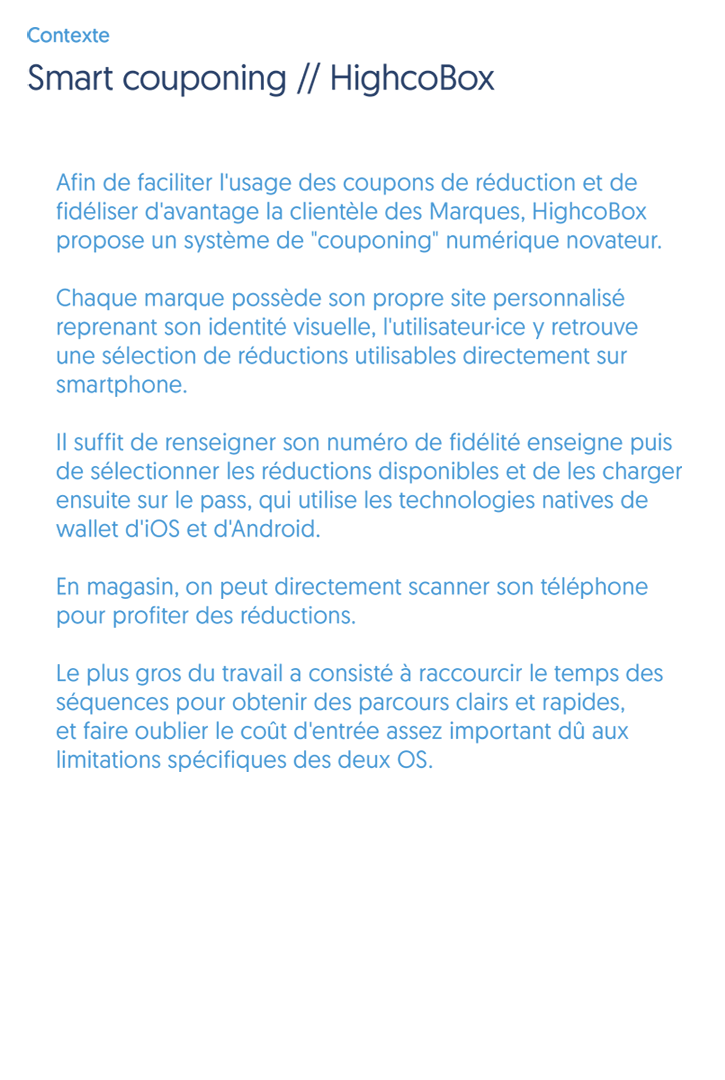 Contexte
Smart couponing // HighcoBox
Afin de faciliter l'usage des coupons de réduction et de
fidéliser d'avantage la clientèle des Marques, HighcoBox
propose un système de "couponing" numérique novateur.
Chaque marque possède son propre site personnalisé
reprenant son identité visuelle, l'utilisateur·ice y retrouve
une sélection de réductions utilisables directement sur
smartphone.
Il suffit de renseigner son numéro de fidélité enseigne puis
de sélectionner les réductions disponibles et de les charger
ensuite sur le pass, qui utilise les technologies natives de
wallet d'iOS et d'Android.
En magasin, on peut directement scanner son téléphone
pour profiter des réductions.
Le plus gros du travail a consisté à raccourcir le temps des
séquences pour obtenir des parcours clairs et rapides,
et faire oublier le coût d'entrée assez important dû aux
limitations spécifiques des deux OS.